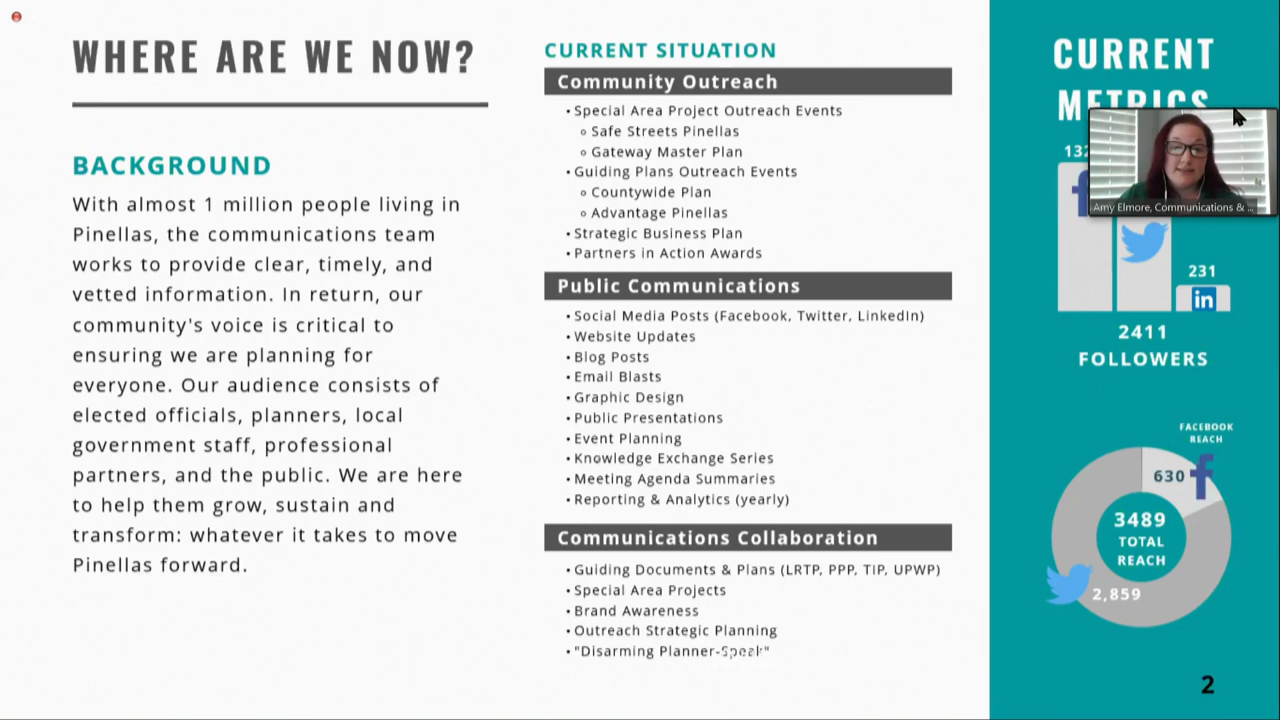 WHERE ARE WE NOW?
BACKGROUND
With almost 1 million people living in
Pinellas, the communications team
works to provide clear, timely, and
vetted information. In return, our
community's voice is critical to
ensuring we are planning for
everyone. Our audience consists of
elected officials, planners, local
government staff, professional
partners, and the public. We are here
to help them grow, sustain and
transform: whatever it takes to move
Pinellas forward.
CURRENT SITUATION
Community Outreach
• Special Area Project Outreach Events
◦ Safe Streets Pinellas
◦ Gateway Master Plan
• Guiding Plans Outreach Events
◦ Countywide Plan
◦ Advantage Pinellas
• Strategic Business Plan
• Partners in Action Awards
Public Communications
• Social Media Posts (Facebook, Twitter, LinkedIn)
• Website Updates
• Blog Posts
• Email Blasts
• Graphic Design
• Public Presentations
• Event Planning
• Knowledge Exchange Series
• Meeting Agenda Summaries
• Reporting & Analytics (yearly)
Communications Collaboration
• Guiding Documents & Plans (LRTP, PPP, TIP, UPWP)
• Special Area Projects
• Brand Awareness
• Outreach Strategic Planning
• "Disarming Planner-Speak"
CURRENT
METRICS
Amy Elmore, Communications & ...
231
in
2411
FOLLOWERS
FACEBOOK
REACH
630
3489
TOTAL
REACH
2,859
2